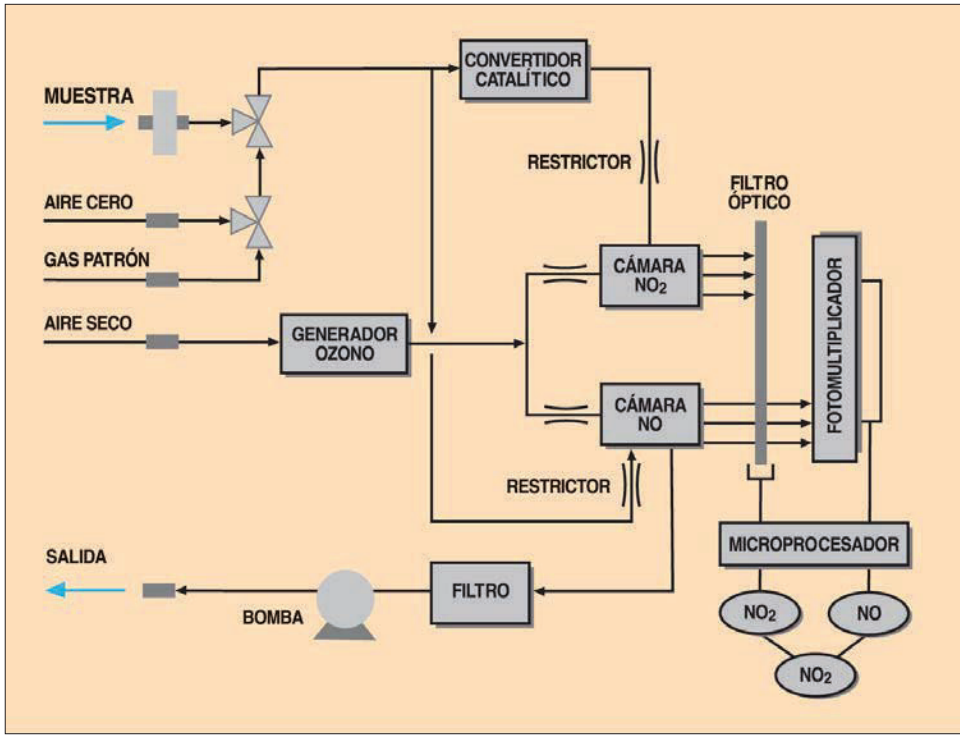 CONVERTIDOR
CATALÍTICO
MUESTRA
RESTRICTOR
FILTRO
ÓPTICO
AIRE CERO
GAS PATRÓN
CÁMARA
NO2
AIRE SECO
GENERADOR
OZONO
FOTOMULTIPLICADOR
CÁMARA
NO
RESTRICTOR
MICROPROCESADOR
SALIDA
BOMBA
FILTRO
NO2
NO
NO2